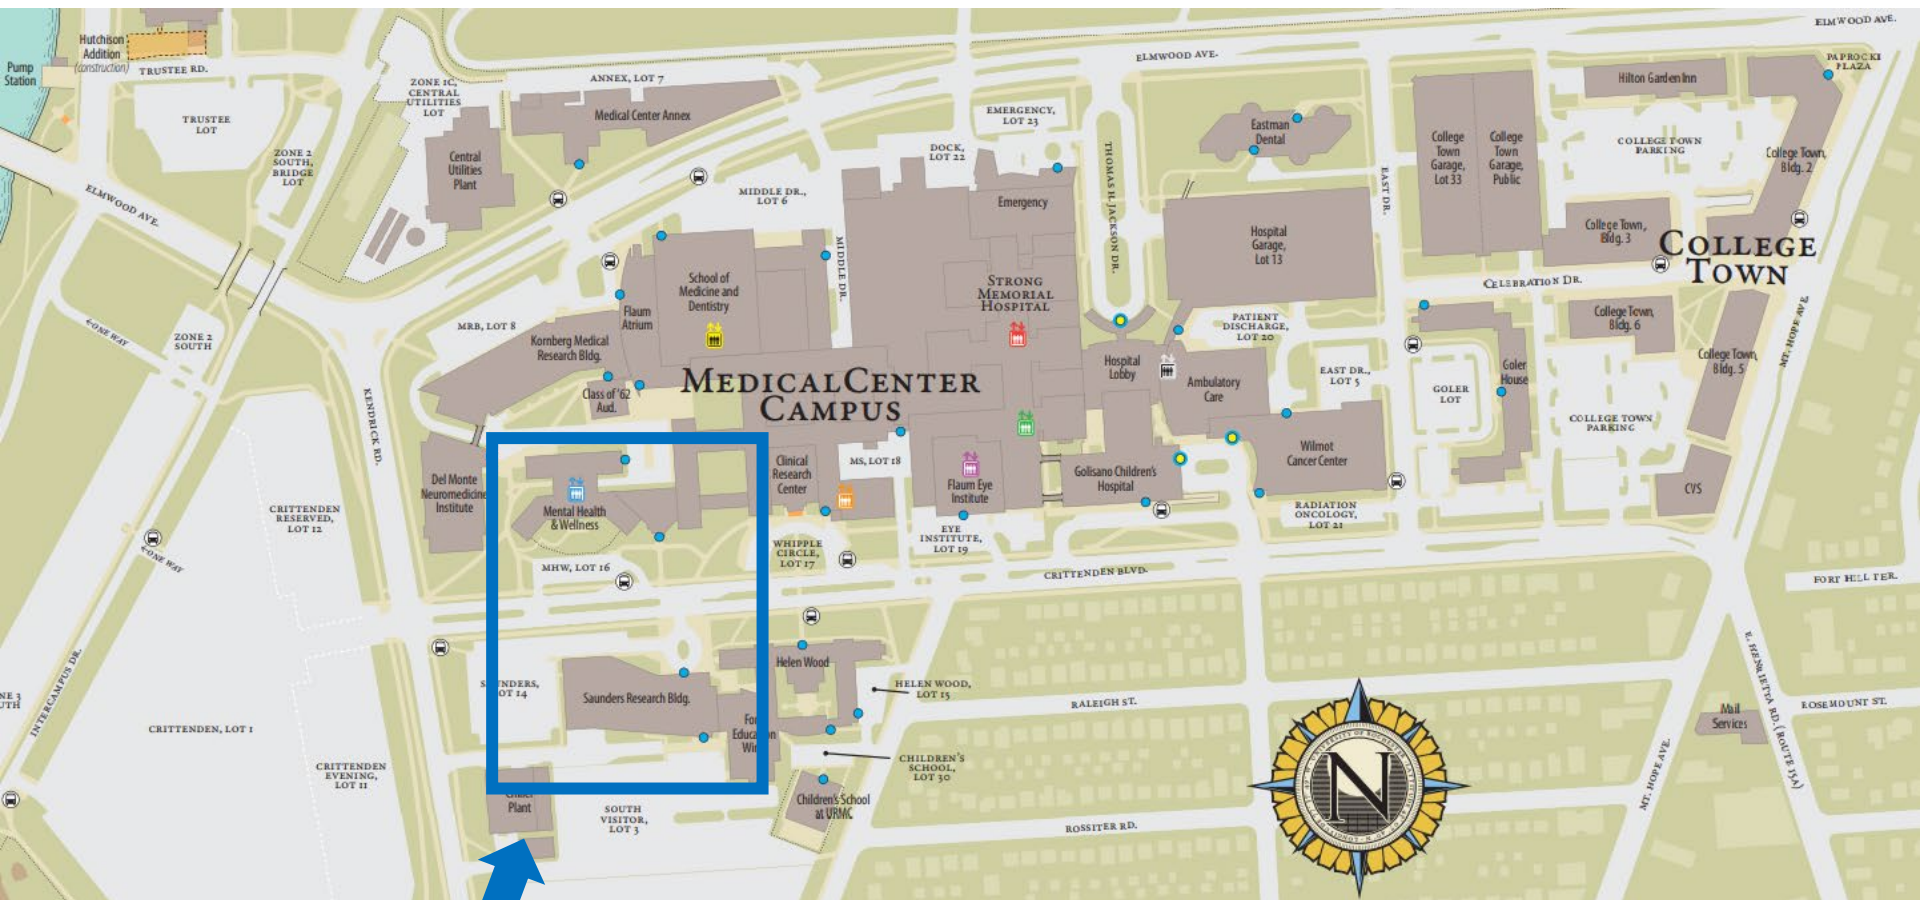 Hutchison
Addition
(construction)
Pump
Station
TRUSTEE RD.
TRUSTEE
LOT
ZONE 2
SOUTH,
BRIDGE
LOT
ZONE 1C,
CENTRAL
UTILITIES
LOT
ANNEX, LOT 7
Medical Center Annex
Central
Utilities
Plant
ELMWOOD AVE.
ELMWOOD AVE.
ELMWOOD AVE.
EMERGENCY,
LOT 23
DOCK,
LOT 22
MIDDLE DR.,
LOT 6
MIDDLE DR.
THOMAS H. JACKSON DR.
Emergency
Eastman
Dental
EAST DR.
College
Town
Garage,
Lot 33
College
Town
Garage,
Public
Hilton Garden Inn
PAPROCKI
PLAZA
COLLEGE TOWN
PARKING
College Town,
Bldg. 2
College Town,
Bldg. 3
COLLEGE
TOWN
CELEBRATION DR.
College Town,
Bldg. 6
College Town,
Bldg. 5
MT. HOPE AVE.
Hospital
Garage,
Lot 13
STRONG
MEMORIAL
HOSPITAL
School of
Medicine and
Dentistry
Flaum
Atrium
MRB, LOT 8
Kornberg Medical
Research Bldg.
Class of '62
Aud.
MEDICAL CENTER
CAMPUS
Hospital
Lobby
PATIENT
DISCHARGE,
LOT 20
Ambulatory
Care
EAST DR.,
LOT 5
GOLER
LOT
Goler
House
COLLEGE TOWN
PARKING
CVS
Wilmot
Cancer Center
RADIATION
ONCOLOGY,
LOT 21
Golisano Children's
Hospital
Flaum Eye
Institute
EYE
INSTITUTE,
LOT 19
MS, LOT 18
Clinical
Research
Center
WHIPPLE
CIRCLE,
LOT 17
Del Monte
Neuromedicine
Institute
Mental Health
& Wellness
MHW, LOT 16
KENDRICK RD.
←ONE WAY
ZONE 2
SOUTH
CRITTENDEN
RESERVED,
LOT 12
←ONE WAY
INTERCAMPUS DR.
CRITTENDEN, LOT 1
CRITTENDEN
EVENING,
LOT 11
CRITTENDEN BLVD.
LOT 14
Saunders Research Bldg.
Helen Wood
HELEN WOOD,
LOT 15
CHILDREN'S
SCHOOL,
LOT 30
Children's School
at URMC
Plant
SOUTH
VISITOR,
LOT 3
RALEIGH ST.
ROSSITER RD.
N
MT. HOPE AVE.
E. HENRIETTA RD. (ROUTE 15A)
Mail
Services
FORT HILL TER.
ROSEMOUNT ST.